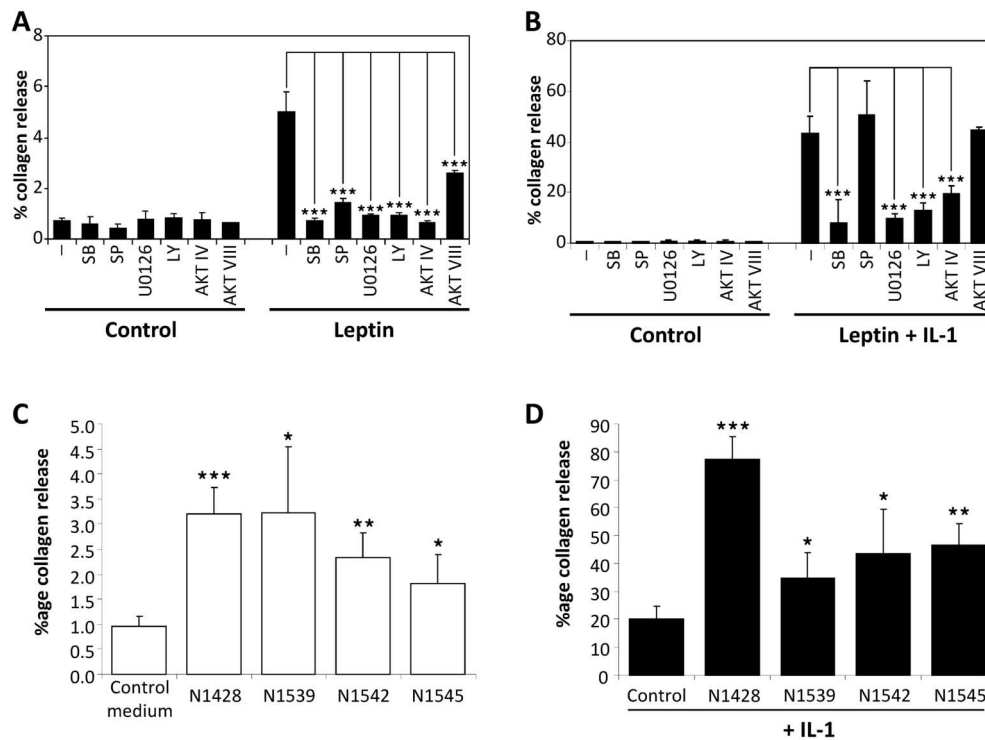 A
8
6
4
2
0
% collagen release
***
***
***
***
***
***
–
SB
SP
U0126
LY
AKT IV
AKT VIII
–
SB
SP
U0126
LY
AKT IV
AKT VIII
Control
Leptin
B
80
60
40
20
0
% collagen release
***
***
***
***
–
SB
SP
U0126
LY
AKT IV
AKT VIII
–
SB
SP
U0126
LY
AKT IV
AKT VIII
Control
Leptin + IL-1
C
5.0
4.5
4.0
3.5
3.0
2.5
2.0
1.5
1.0
0.5
0.0
%age collagen release
***
*
**
*
Control
medium
N1428
N1539
N1542
N1545
D
90
80
70
60
50
40
30
20
10
0
%age collagen release
***
*
*
**
Control
N1428
N1539
N1542
N1545
+ IL-1